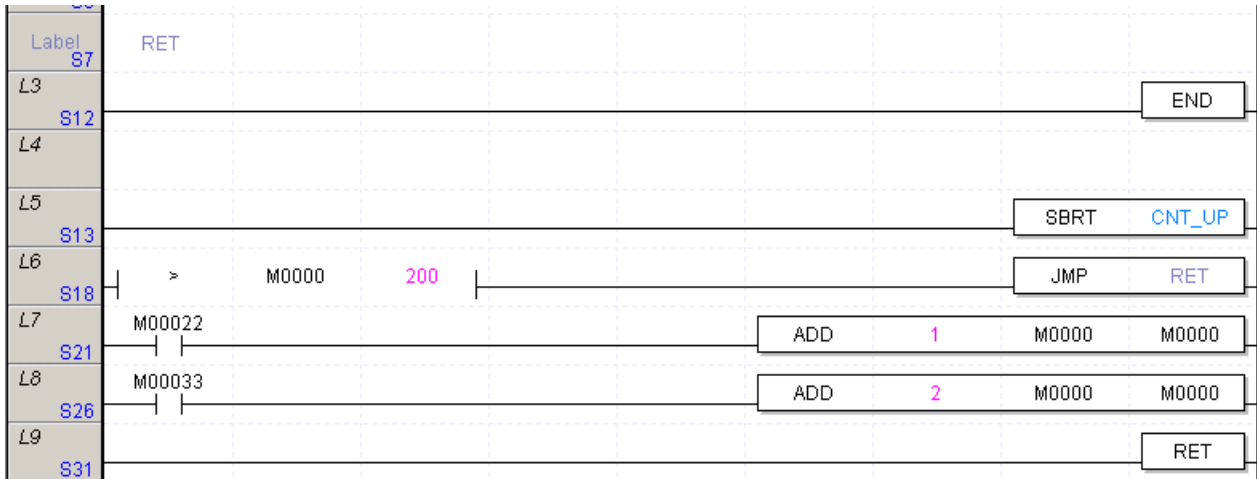 Label RET
S7
L3
END
S12
L4
L5
SBRT CNT_UP
S13
L6
> M0000 200 JMP RET
S18
L7 M00022
ADD 1 M0000 M0000
S21
L8 M00033
ADD 2 M0000 M0000
S26
L9
RET
S31